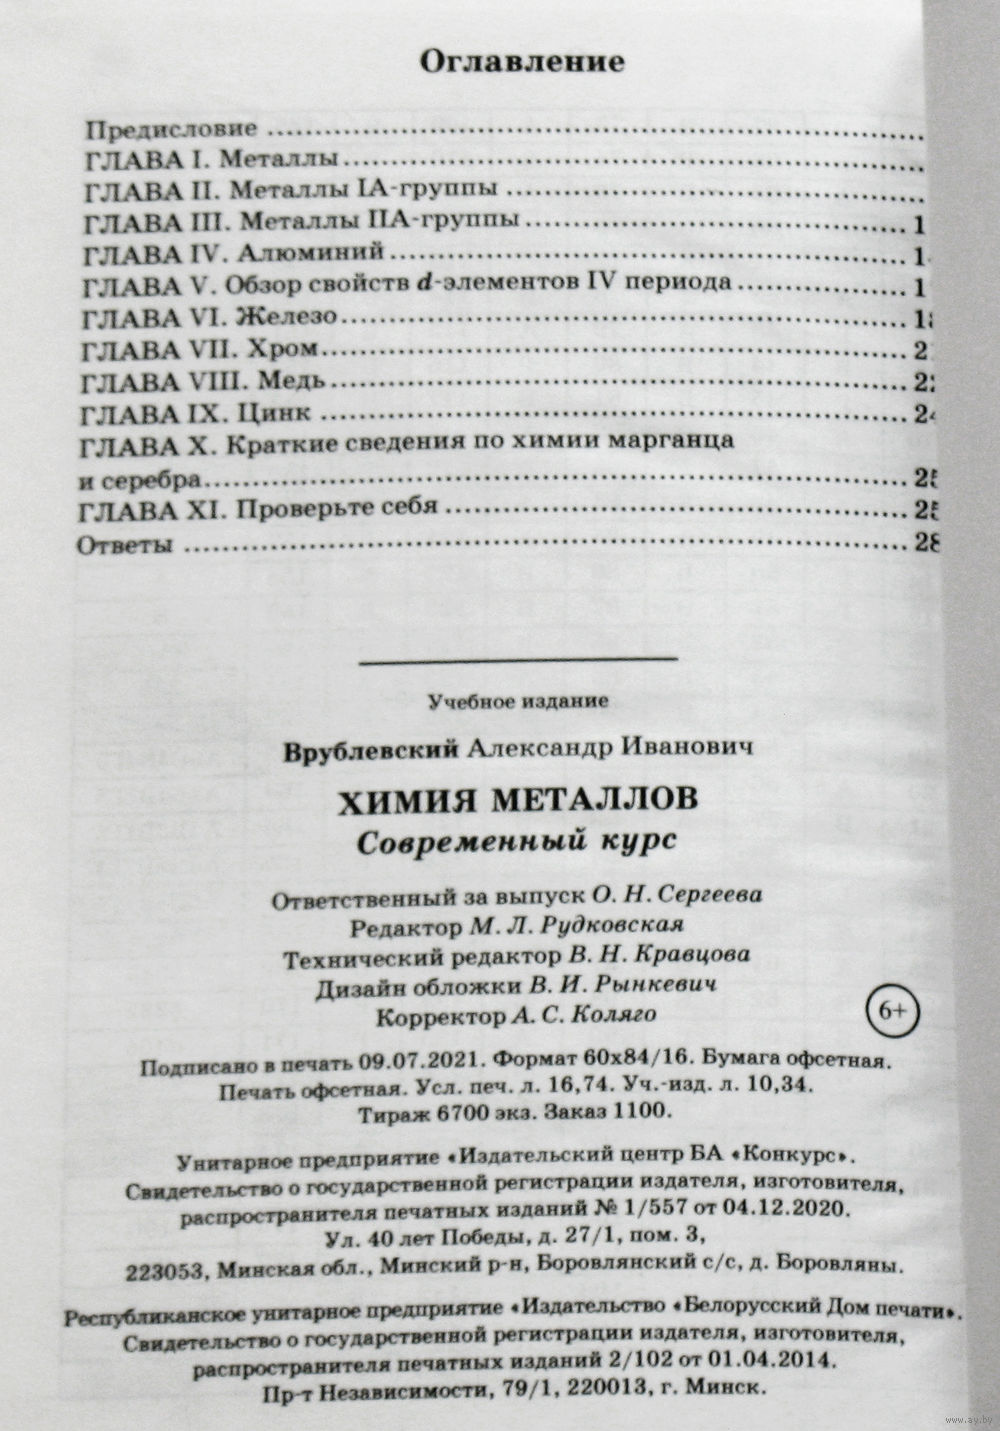 Оглавление
Предисловие
ГЛАВА I. Металлы
ГЛАВА II. Металлы IA-группы
ГЛАВА III. Металлы IIA-группы
ГЛАВА IV. Алюминий
ГЛАВА V. Обзор свойств d-элементов IV периода
ГЛАВА VI. Железо
ГЛАВА VII. Хром
ГЛАВА VIII. Медь
ГЛАВА IX. Цинк
ГЛАВА X. Краткие сведения по химии марганца
и серебра
ГЛАВА XI. Проверьте себя
Ответы
Учебное издание
Врублевский Александр Иванович
ХИМИЯ МЕТАЛЛОВ
Современный курс
Ответственный за выпуск О. Н. Сергеева
Редактор М. Л. Рудковская
Технический редактор В. Н. Кравцова
Дизайн обложки В. И. Рынкевич
Корректор А. С. Коляго
6+
Подписано в печать 09.07.2021. Формат 60x84/16. Бумага офсетная.
Печать офсетная. Усл. печ. л. 16,74. Уч.-изд. л. 10,34.
Тираж 6700 экз. Заказ 1100.
Унитарное предприятие «Издательский центр БА «Конкурс».
Свидетельство о государственной регистрации издателя, изготовителя,
распространителя печатных изданий № 1/557 от 04.12.2020.
Ул. 40 лет Победы, д. 27/1, пом. 3,
223053, Минская обл., Минский р-н, Боровлянский с/с, д. Боровляны.
Республиканское унитарное предприятие «Издательство «Белорусский Дом печати».
Свидетельство о государственной регистрации издателя, изготовителя,
распространителя печатных изданий 2/102 от 01.04.2014.
Пр-т Независимости, 79/1, 220013, г. Минск.
www.ay.by